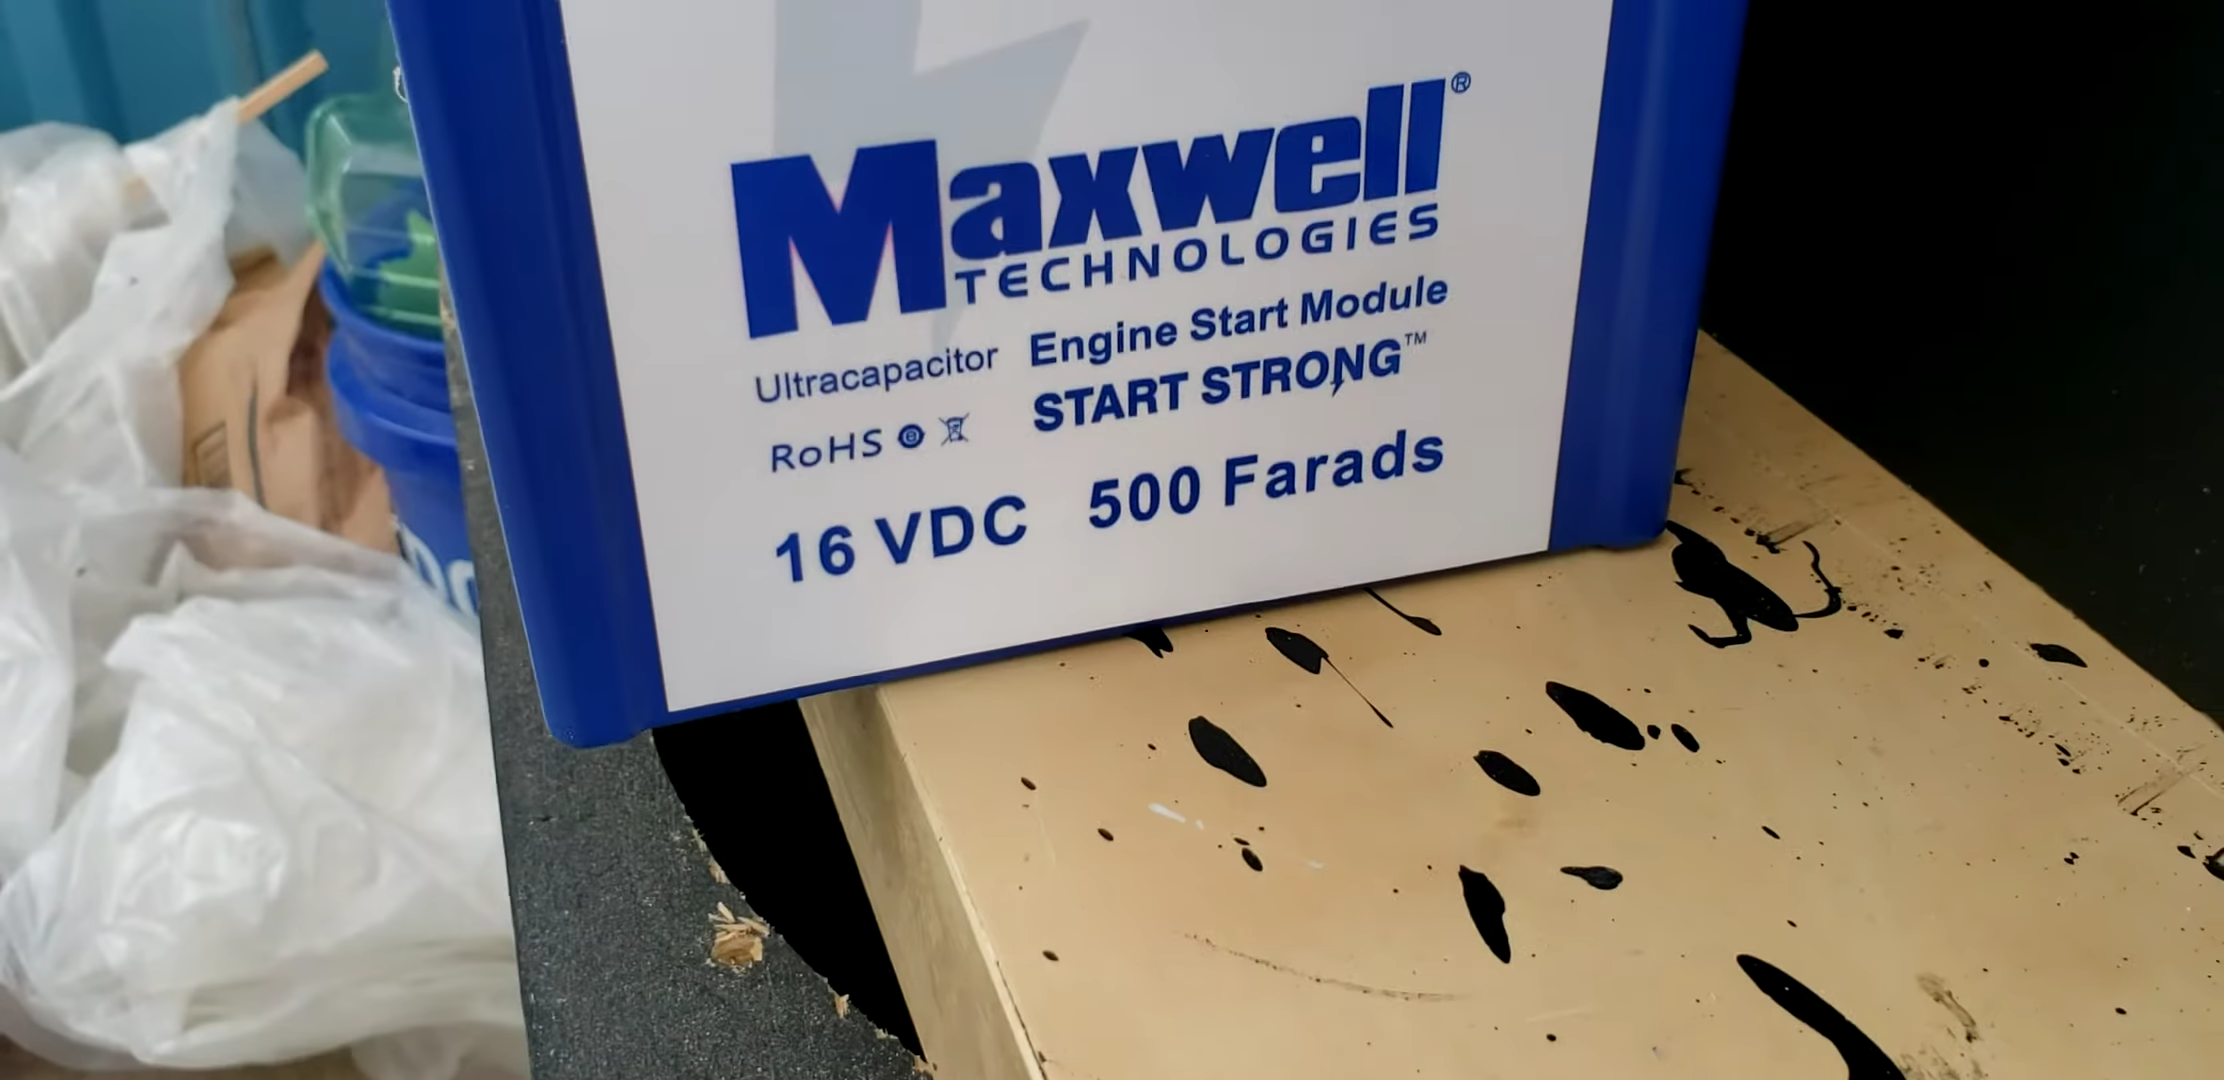 Maxwell®
TECHNOLOGIES
Ultracapacitor Engine Start Module
RoHS START STRONG™
16 VDC 500 Farads